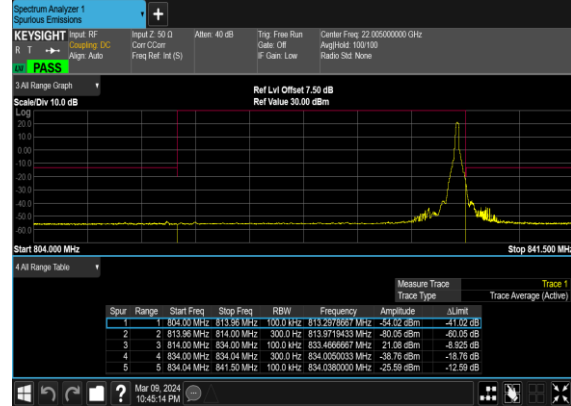 Spectrum Analyzer 1
Spurious Emissions
+
KEYSIGHT Input: RF Input Z: 50 Ω Atten: 40 dB Trig: Free Run Center Freq: 22.005000000 GHz
R T Coupling: DC Corr CCorr Gate: Off Avg|Hold: 100/100
Align: Auto Freq Ref: Int (S) IF Gain: Low Radio Std: None
LXI PASS
3 All Range Graph
Ref Lvl Offset 7.50 dB
Scale/Div 10.0 dB Ref Value 30.00 dBm
Log
20.0
10.0
0.00
-10.0
-20.0
-30.0
-40.0
-50.0
-60.0
Start 804.000 MHz Stop 841.500 MHz
4 All Range Table
Measure Trace Trace 1
Trace Type Trace Average (Active)
Spur Range Start Freq Stop Freq RBW Frequency Amplitude ΔLimit
1 1 804.00 MHz 813.96 MHz 100.0 kHz 813.2978667 MHz -54.02 dBm -41.02 dB
2 2 813.96 MHz 814.00 MHz 300.0 Hz 813.9719433 MHz -80.05 dBm -60.05 dB
3 3 814.00 MHz 834.00 MHz 100.0 kHz 833.4666667 MHz 21.08 dBm -8.925 dB
4 4 834.00 MHz 834.04 MHz 300.0 Hz 834.0050033 MHz -38.76 dBm -18.76 dB
5 5 834.04 MHz 841.50 MHz 100.0 kHz 834.0380000 MHz -25.59 dBm -12.59 dB
?
Mar 09, 2024
10:45:14 PM